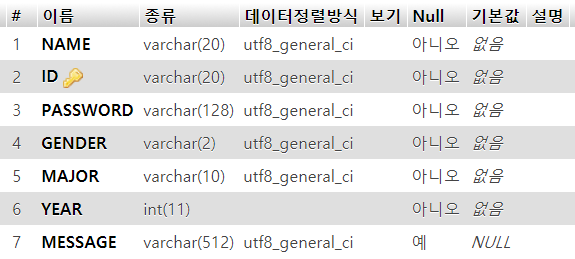 # 이름 종류 데이터정렬방식 보기 Null 기본값 설명
1 NAME varchar(20) utf8_general_ci 아니오 없음
2 ID varchar(20) utf8_general_ci 아니오 없음
3 PASSWORD varchar(128) utf8_general_ci 아니오 없음
4 GENDER varchar(2) utf8_general_ci 아니오 없음
5 MAJOR varchar(10) utf8_general_ci 아니오 없음
6 YEAR int(11) 아니오 없음
7 MESSAGE varchar(512) utf8_general_ci 예 NULL